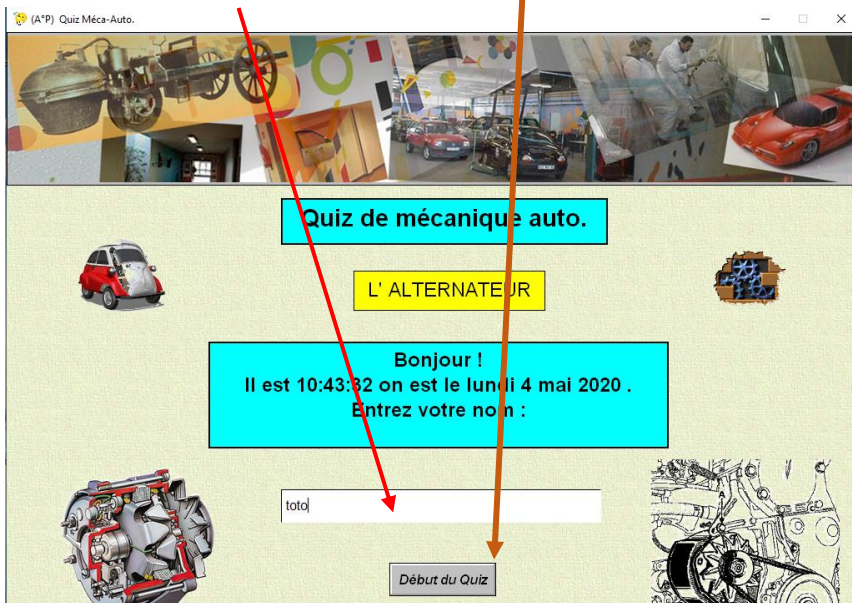 (A*P) Quiz Méca-Auto.
Quiz de mécanique auto.
L' ALTERNATEUR
Bonjour !
Il est 10:43:32 on est le lundi 4 mai 2020 .
Entrez votre nom :
toto
Début du Quiz